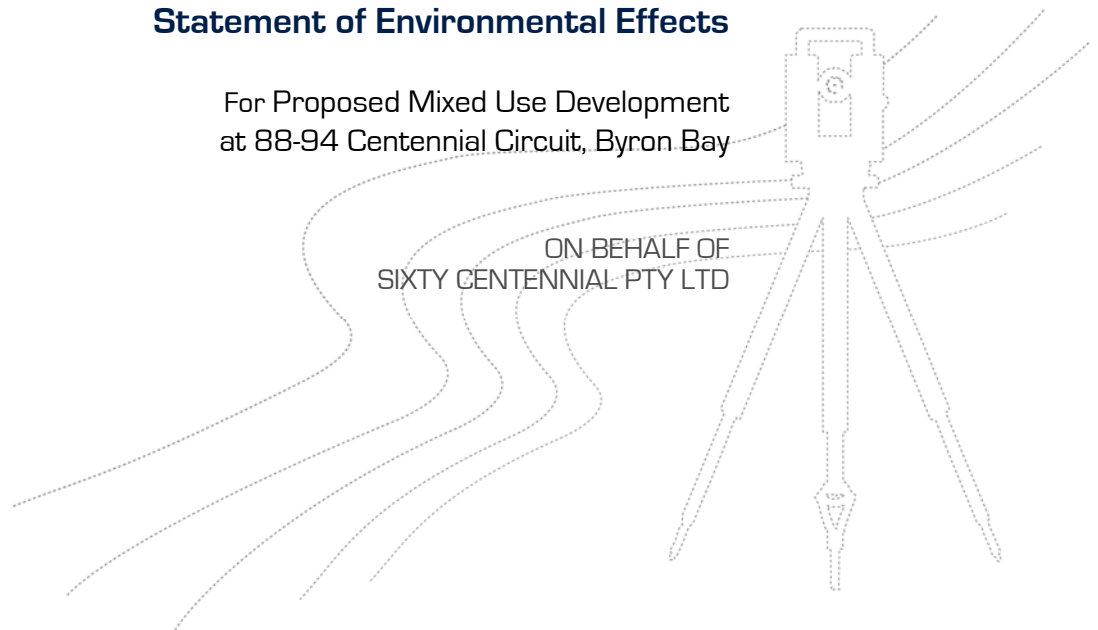 Statement of Environmental Effects
For Proposed Mixed Use Development
at 88-94 Centennial Circuit, Byron Bay
ON BEHALF OF
SIXTY CENTENNIAL PTY LTD